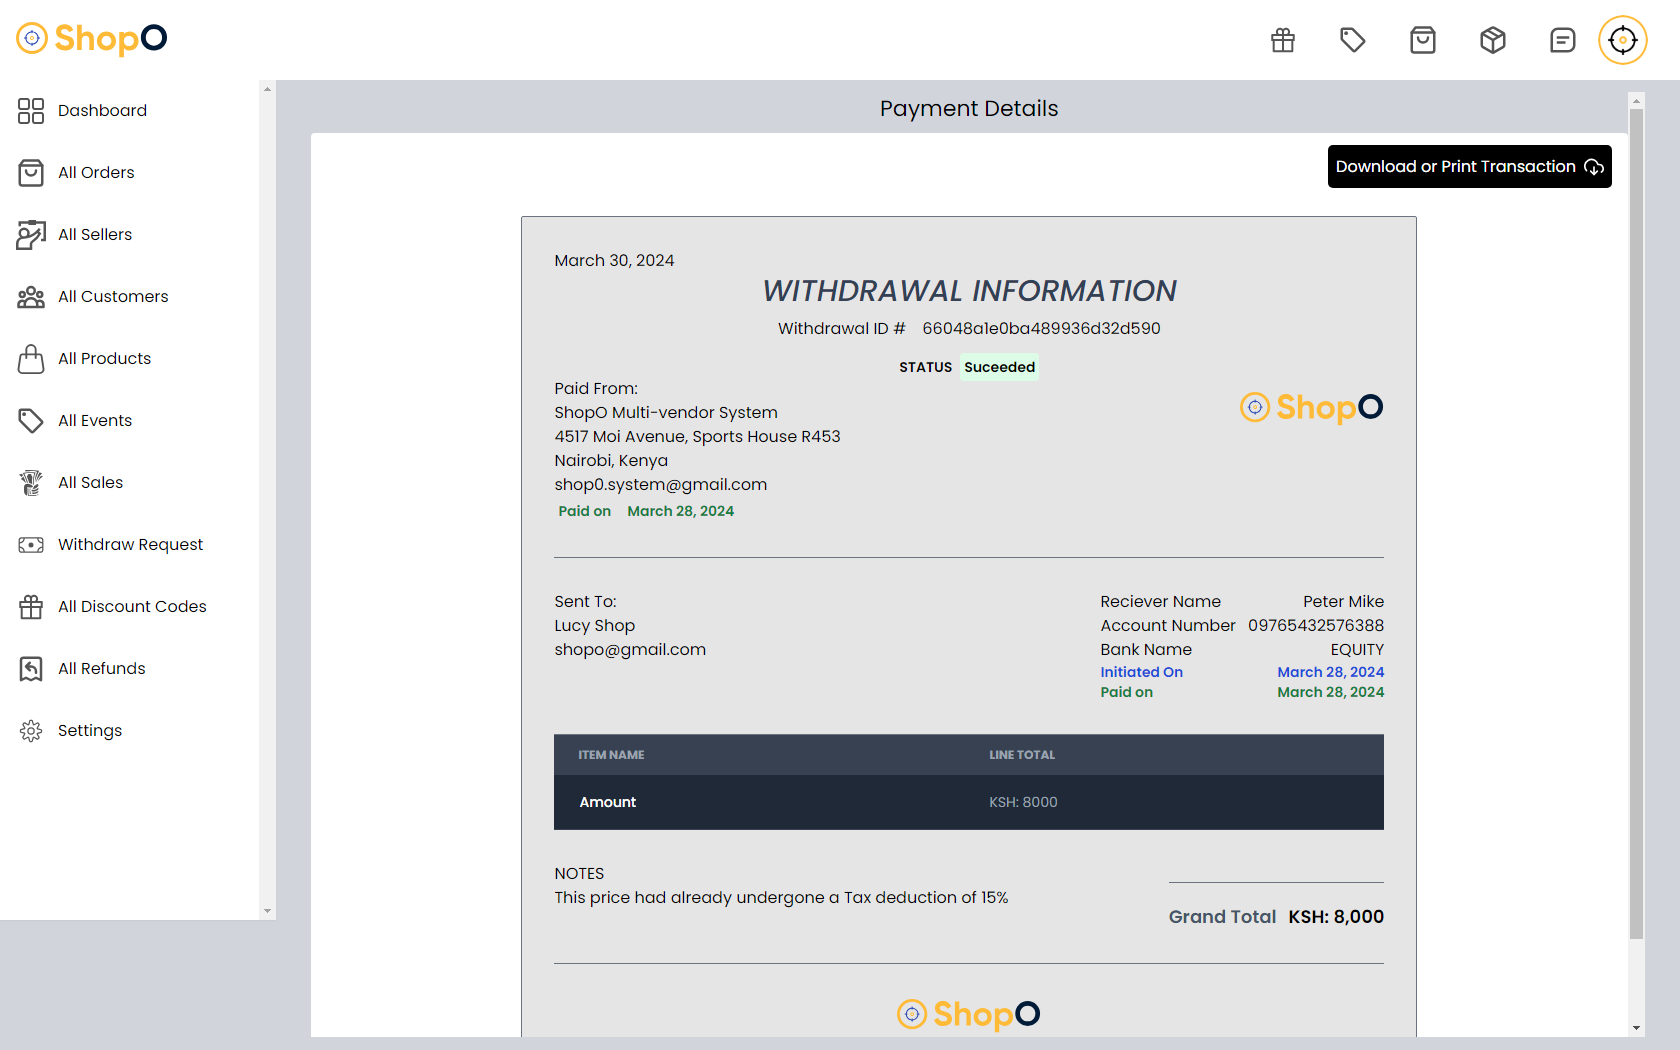 ShopO
Dashboard
All Orders
All Sellers
All Customers
All Products
All Events
All Sales
Withdraw Request
All Discount Codes
All Refunds
Settings
Payment Details
Download or Print Transaction
March 30, 2024
WITHDRAWAL INFORMATION
Withdrawal ID # 66048a1e0ba489936d32d590
STATUS Suceeded
Paid From:
ShopO Multi-vendor System
4517 Moi Avenue, Sports House R453
Nairobi, Kenya
shop0.system@gmail.com
Paid on March 28, 2024
ShopO
Sent To:
Lucy Shop
shopo@gmail.com
Reciever Name Peter Mike
Account Number 09765432576388
Bank Name EQUITY
Initiated On March 28, 2024
Paid on March 28, 2024
ITEM NAME LINE TOTAL
Amount KSH: 8000
NOTES
This price had already undergone a Tax deduction of 15%
Grand Total KSH: 8,000
ShopO